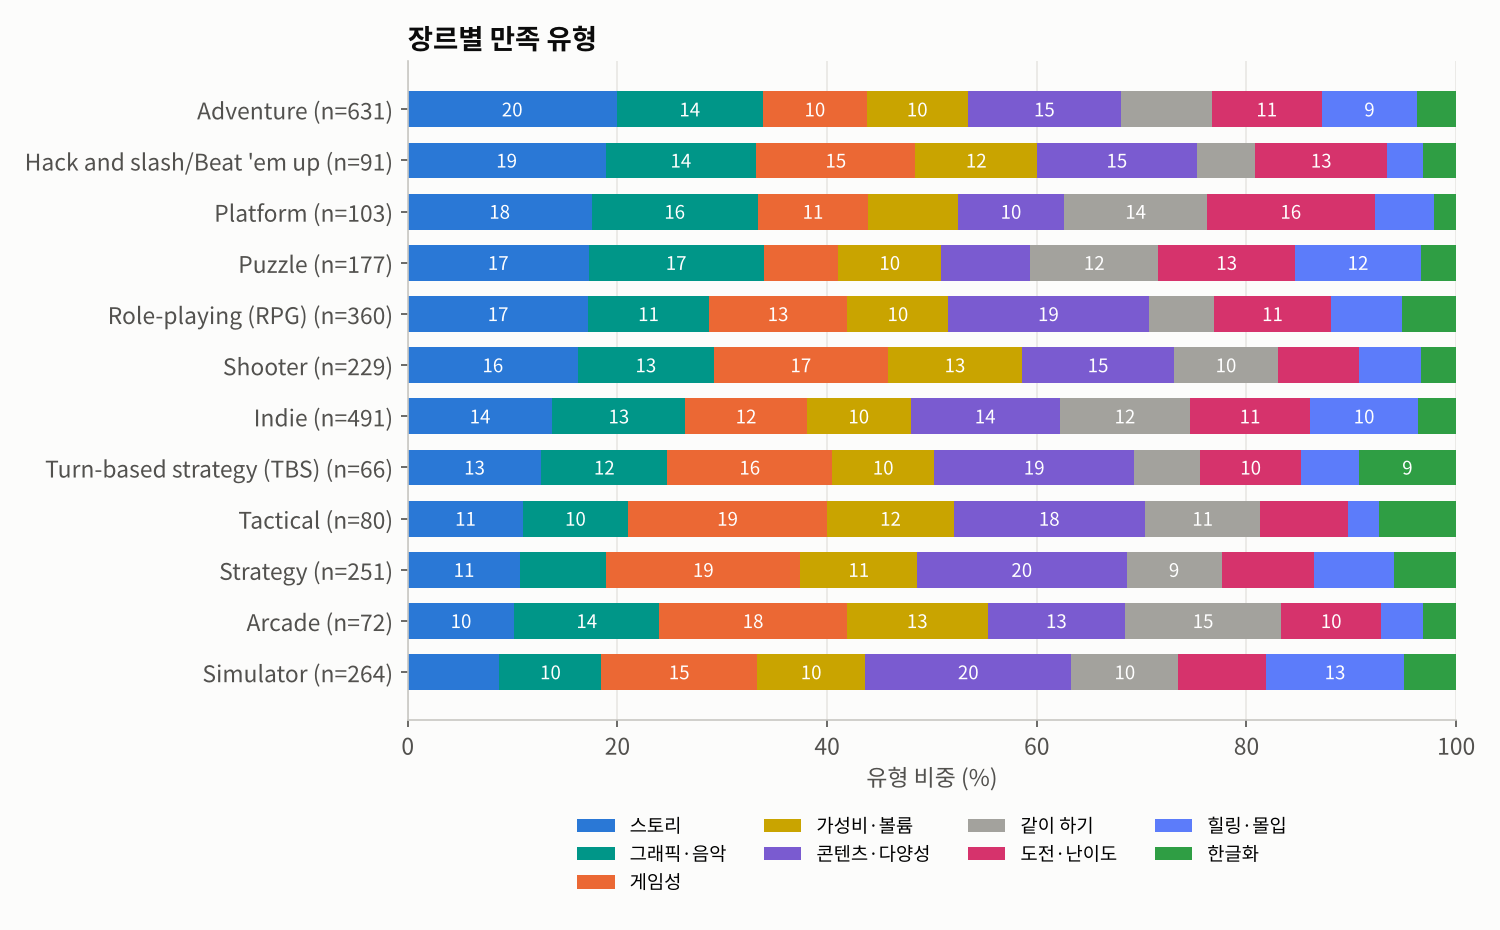 장르별 만족 유형
Adventure (n=631) 20 14 10 10 15 11 9
Hack and slash/Beat 'em up (n=91) 19 14 15 12 15 13
Platform (n=103) 18 16 11 10 14 16
Puzzle (n=177) 17 17 10 12 13 12
Role-playing (RPG) (n=360) 17 11 13 10 19 11
Shooter (n=229) 16 13 17 13 15 10
Indie (n=491) 14 13 12 10 14 12 11 10
Turn-based strategy (TBS) (n=66) 13 12 16 10 19 10 9
Tactical (n=80) 11 10 19 12 18 11
Strategy (n=251) 11 19 11 20 9
Arcade (n=72) 10 14 18 13 13 15 10
Simulator (n=264) 10 15 10 20 10 13
0 20 40 60 80 100
유형 비중 (%)
스토리 가성비·볼륨 같이 하기 힐링·몰입
그래픽·음악 콘텐츠·다양성 도전·난이도 한글화
게임성